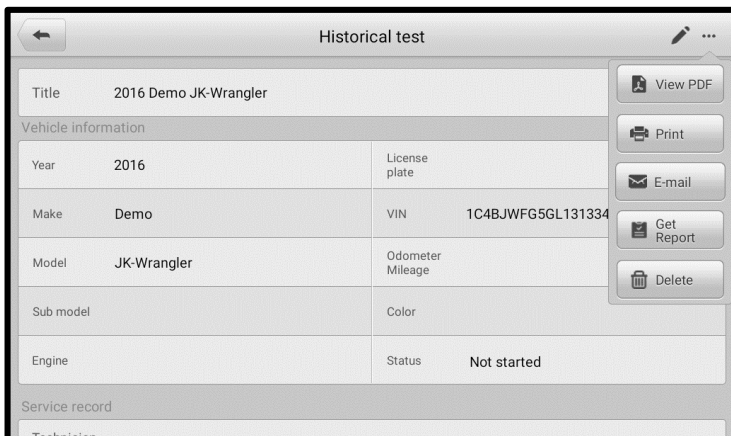 Historical test
View PDF
Print
E-mail
Get
Report
Delete
Title 2016 Demo JK-Wrangler
Vehicle information
Year 2016 License
plate
Make Demo VIN 1C4BJWFG5GL131334
Model JK-Wrangler Odometer
Mileage
Sub model Color
Engine Status Not started
Service record
Technician